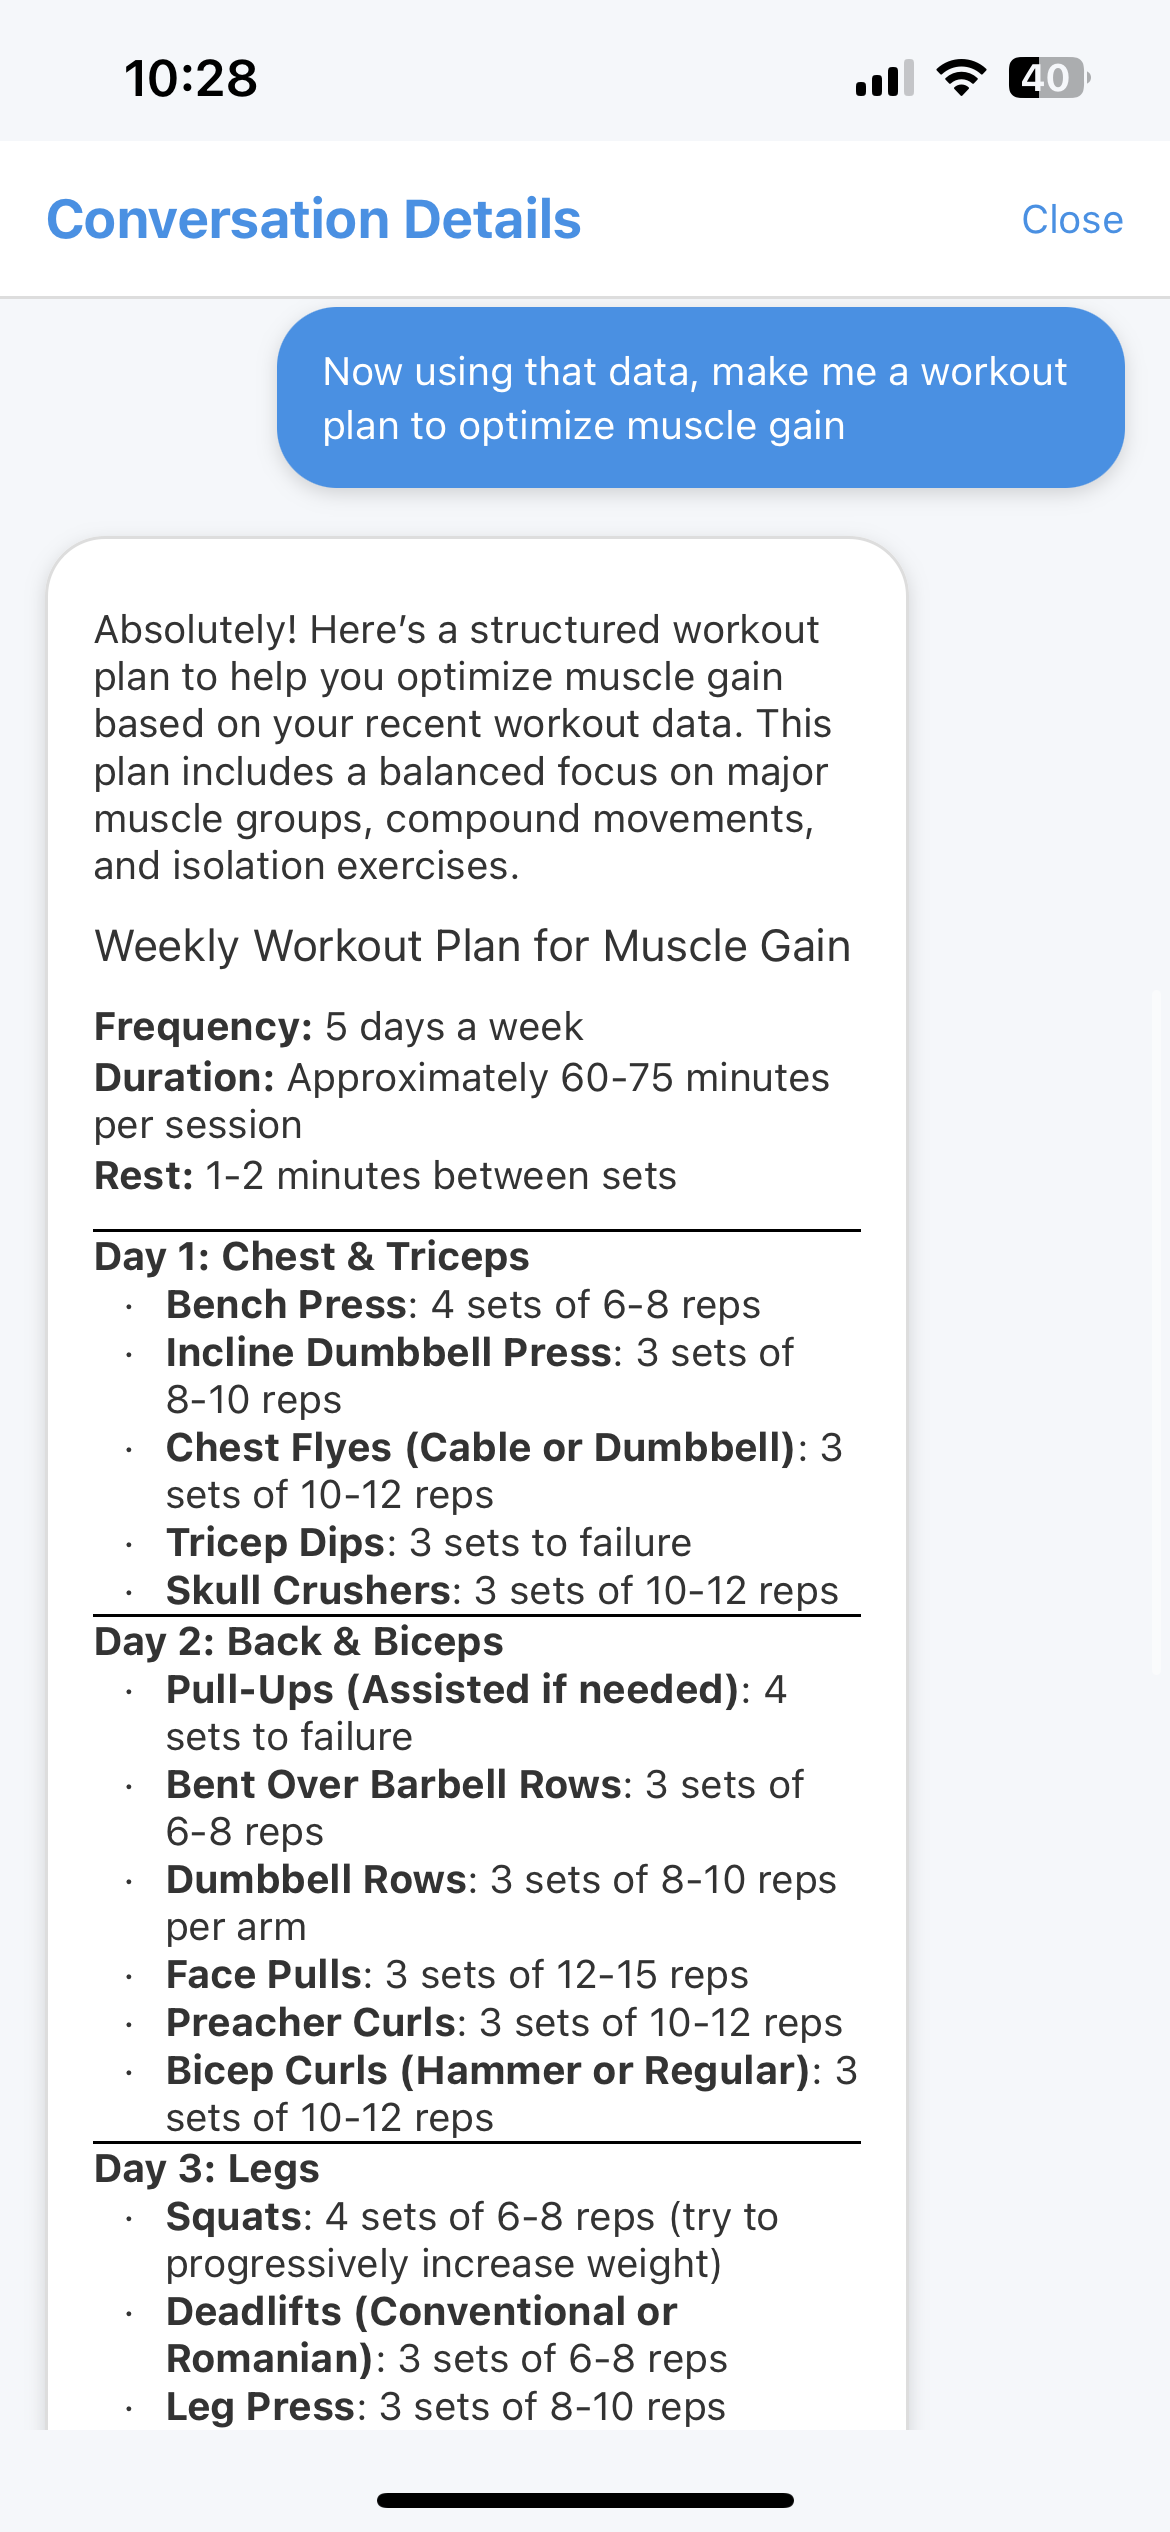 10:28
40
Conversation Details
Close
Now using that data, make me a workout
plan to optimize muscle gain
Absolutely! Here’s a structured workout
plan to help you optimize muscle gain
based on your recent workout data. This
plan includes a balanced focus on major
muscle groups, compound movements,
and isolation exercises.
Weekly Workout Plan for Muscle Gain
Frequency: 5 days a week
Duration: Approximately 60-75 minutes
per session
Rest: 1-2 minutes between sets
Day 1: Chest & Triceps
· Bench Press: 4 sets of 6-8 reps
· Incline Dumbbell Press: 3 sets of
8-10 reps
· Chest Flyes (Cable or Dumbbell): 3
sets of 10-12 reps
· Tricep Dips: 3 sets to failure
· Skull Crushers: 3 sets of 10-12 reps
Day 2: Back & Biceps
· Pull-Ups (Assisted if needed): 4
sets to failure
· Bent Over Barbell Rows: 3 sets of
6-8 reps
· Dumbbell Rows: 3 sets of 8-10 reps
per arm
· Face Pulls: 3 sets of 12-15 reps
· Preacher Curls: 3 sets of 10-12 reps
· Bicep Curls (Hammer or Regular): 3
sets of 10-12 reps
Day 3: Legs
· Squats: 4 sets of 6-8 reps (try to
progressively increase weight)
· Deadlifts (Conventional or
Romanian): 3 sets of 6-8 reps
· Leg Press: 3 sets of 8-10 reps